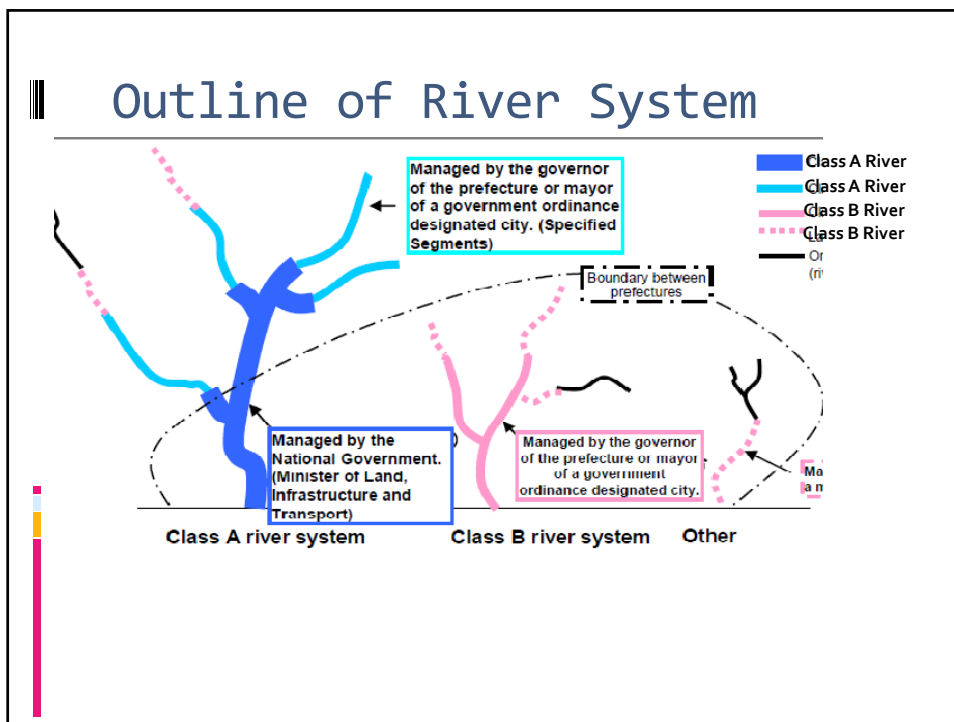 Outline of River System
Managed by the governor
of the prefecture or mayor
of a government ordinance
designated city. (Specified
Segments)
Class A River
Class A River
Class B River
Class B River
Boundary between
prefectures
Managed by the
National Government.
(Minister of Land,
Infrastructure and
Transport)
Managed by the governor
of the prefecture or mayor
of a government
ordinance designated city.
Class A river system
Class B river system
Other